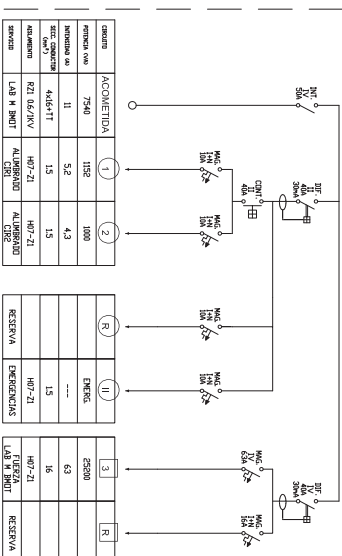 INT.
IV
50A
DIF.
II
40A
30mA
CONT.
II
40A
MAG.
I+N
10A
MAG.
I+N
10A
MAG.
I+N
10A
MAG.
I+N
10A
DIF.
IV
40A
30mA
MAG.
IV
63A
MAG.
I+N
16A
CIRCUITO ACOMETIDA 1 2 R II 3 R
POTENCIA (VA) 7540 1152 1000 EMERG. 25200
INTENSIDAD (A) 11 5,2 4,3 --- 63
SECC. CONDUCTOR
(mm²) 4x16+TT 1.5 1.5 1.5 16
AISLAMIENTO RZ1 0.6/1KV H07-Z1 H07-Z1 H07-Z1 H07-Z1
SERVICIO LAB M BMOT ALUMBRADO
CIR1 ALUMBRADO
CIR2 RESERVA EMERGENCIAS FUERZA
LAB M BMOT RESERVA